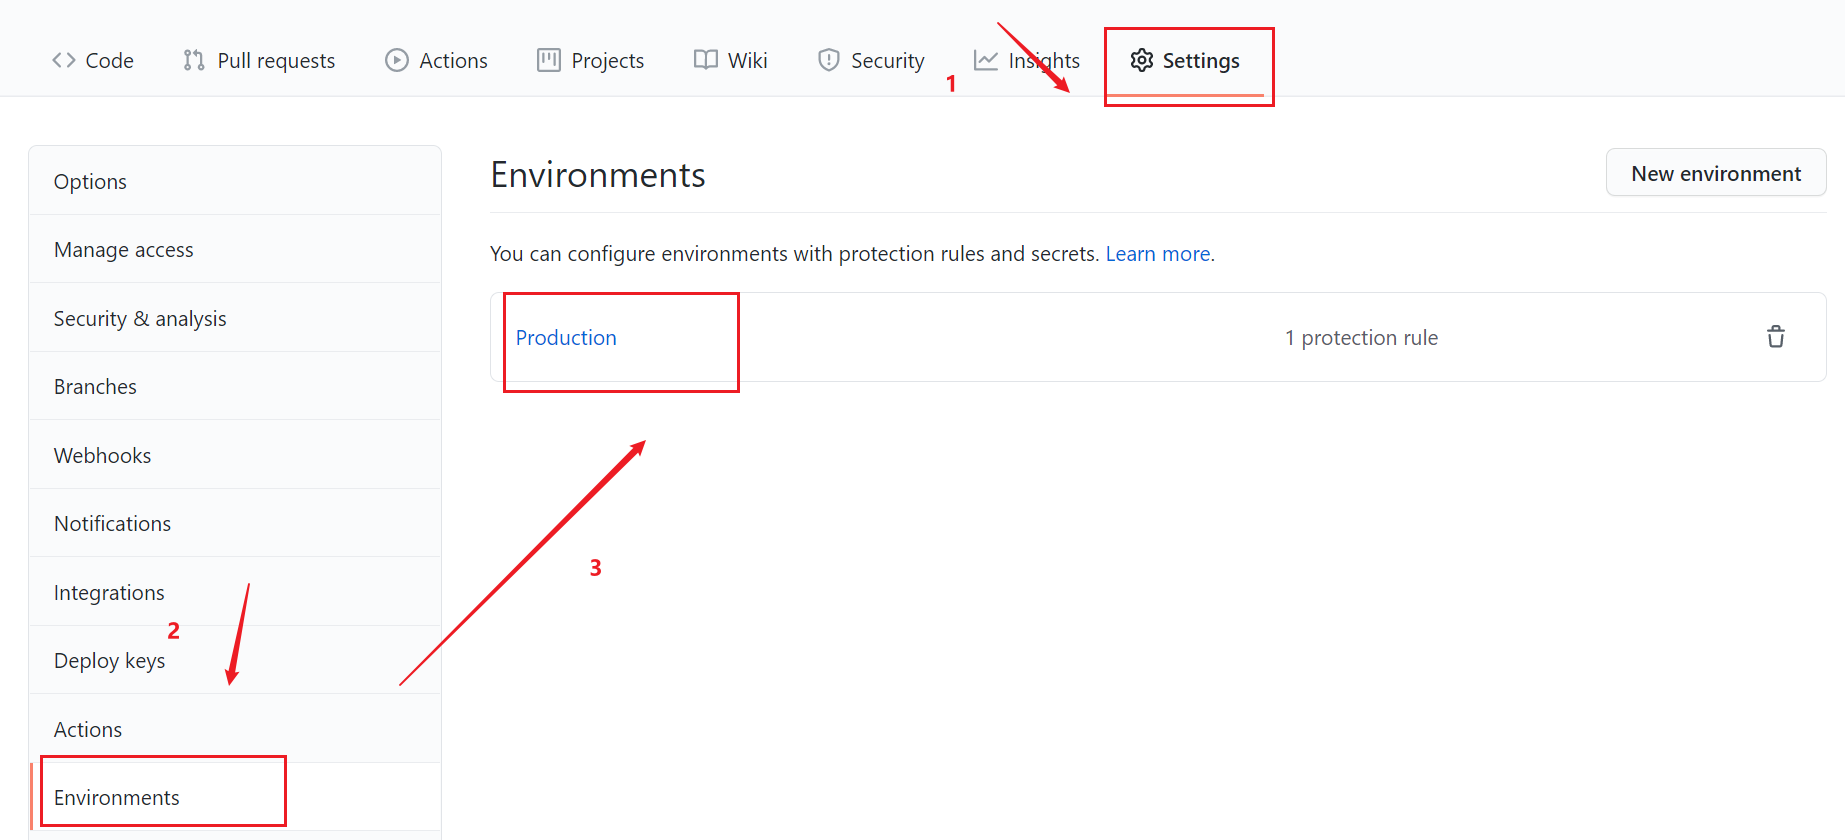 Code Pull requests Actions Projects Wiki Security Insights Settings
1
Options
Manage access
Security & analysis
Branches
Webhooks
Notifications
Integrations
2
Deploy keys
Actions
Environments
Environments
New environment
You can configure environments with protection rules and secrets. Learn more.
Production
1 protection rule
3